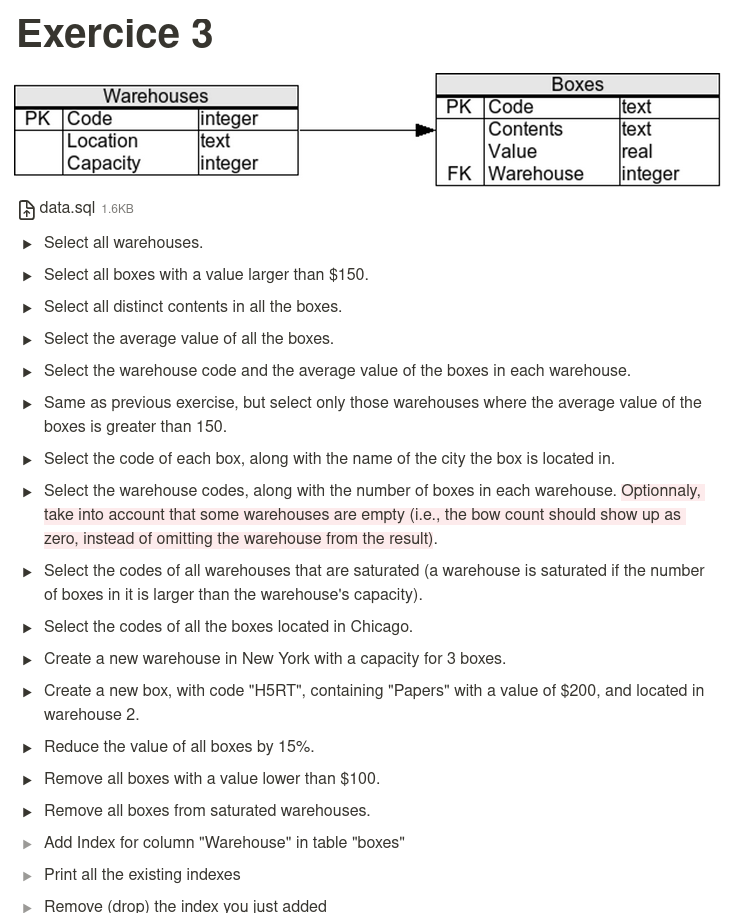 Exercice 3
Warehouses
PK Code integer
Location text
Capacity integer
Boxes
PK Code text
Contents text
Value real
FK Warehouse integer
data.sql 1.6KB
Select all warehouses.
Select all boxes with a value larger than $150.
Select all distinct contents in all the boxes.
Select the average value of all the boxes.
Select the warehouse code and the average value of the boxes in each warehouse.
Same as previous exercise, but select only those warehouses where the average value of the
boxes is greater than 150.
Select the code of each box, along with the name of the city the box is located in.
Select the warehouse codes, along with the number of boxes in each warehouse. Optionnaly,
take into account that some warehouses are empty (i.e., the bow count should show up as
zero, instead of omitting the warehouse from the result).
Select the codes of all warehouses that are saturated (a warehouse is saturated if the number
of boxes in it is larger than the warehouse's capacity).
Select the codes of all the boxes located in Chicago.
Create a new warehouse in New York with a capacity for 3 boxes.
Create a new box, with code "H5RT", containing "Papers" with a value of $200, and located in
warehouse 2.
Reduce the value of all boxes by 15%.
Remove all boxes with a value lower than $100.
Remove all boxes from saturated warehouses.
Add Index for column "Warehouse" in table "boxes"
Print all the existing indexes
Remove (drop) the index you just added